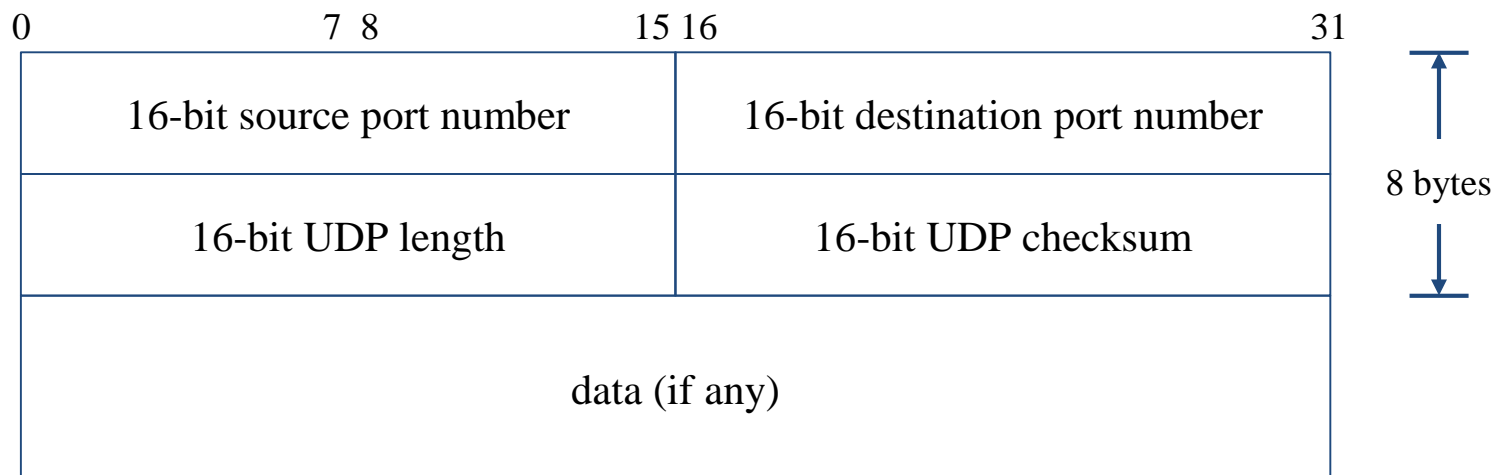 0 7 8 15 16 31
16-bit source port number 16-bit destination port number
8 bytes
16-bit UDP length 16-bit UDP checksum
data (if any)